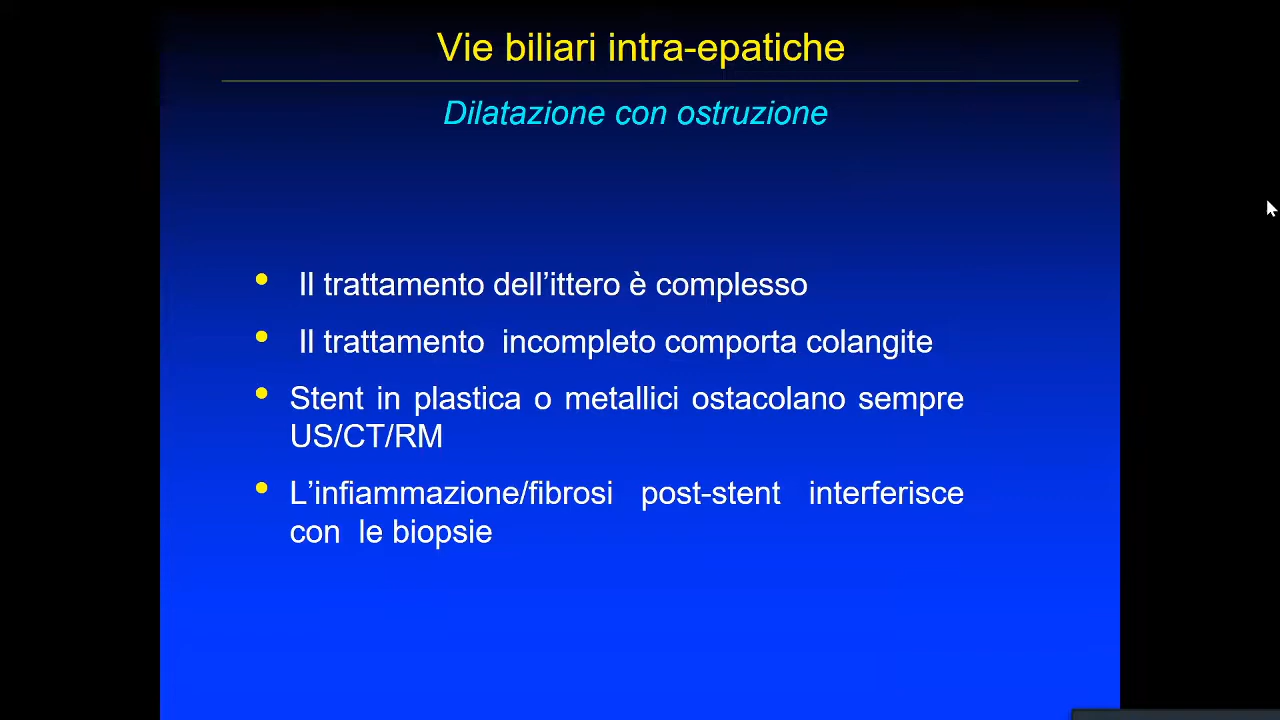 Vie biliari intra-epatiche
Dilatazione con ostruzione
• Il trattamento dell’ittero è complesso
• Il trattamento incompleto comporta colangite
• Stent in plastica o metallici ostacolano sempre
US/CT/RM
• L’infiammazione/fibrosi post-stent interferisce
con le biopsie